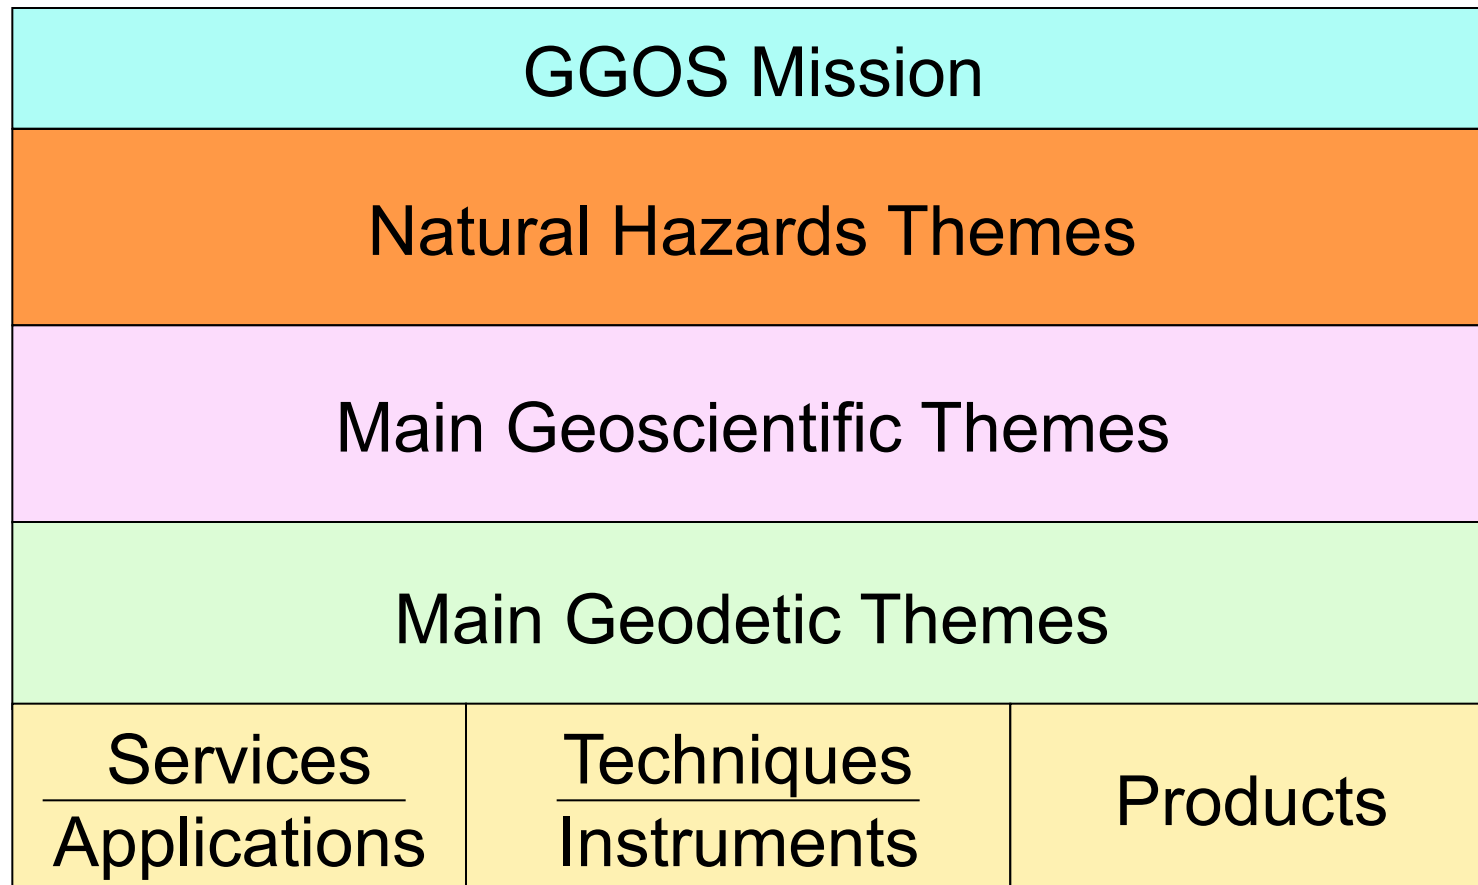 GGOS Mission
Natural Hazards Themes
Main Geoscientific Themes
Main Geodetic Themes
Services
Applications
Techniques
Instruments
Products